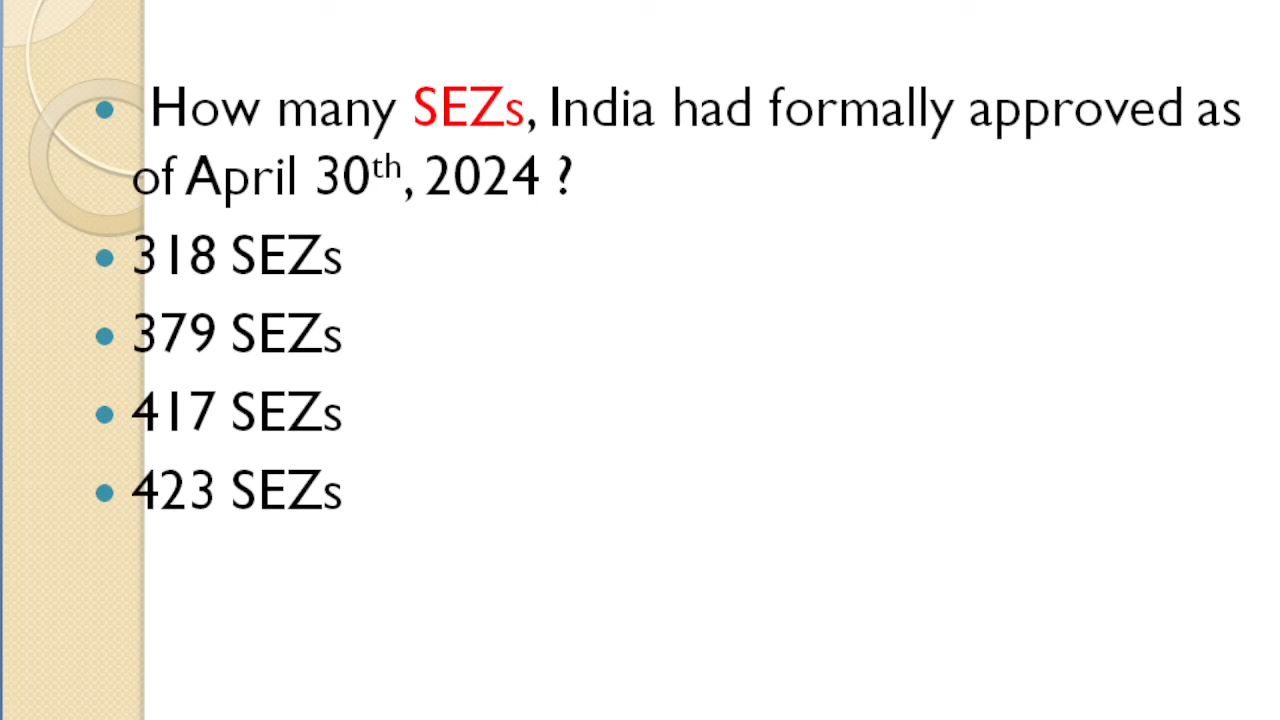 How many SEZs, India had formally approved as
of April 30th, 2024 ?
318 SEZs
379 SEZs
417 SEZs
423 SEZs